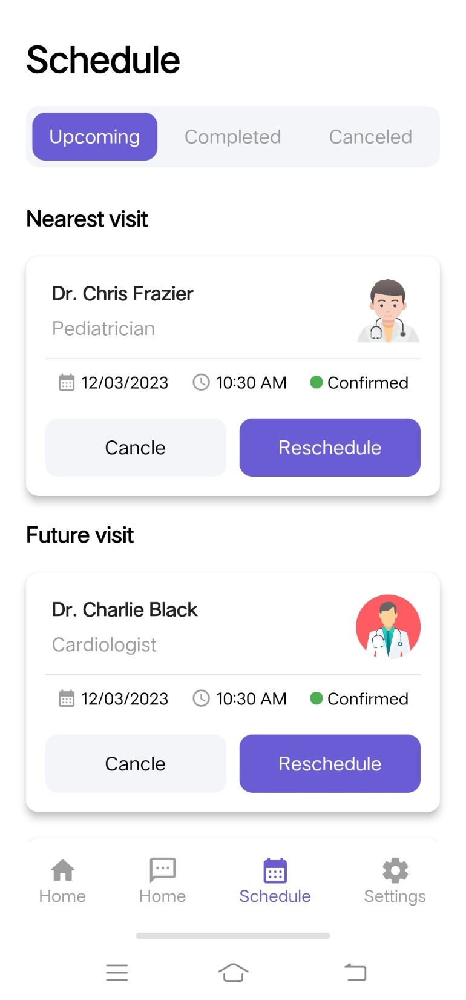 Schedule
Upcoming Completed Canceled
Nearest visit
Dr. Chris Frazier
Pediatrician
12/03/2023 10:30 AM Confirmed
Cancle Reschedule
Future visit
Dr. Charlie Black
Cardiologist
12/03/2023 10:30 AM Confirmed
Cancle Reschedule
Home Home Schedule Settings